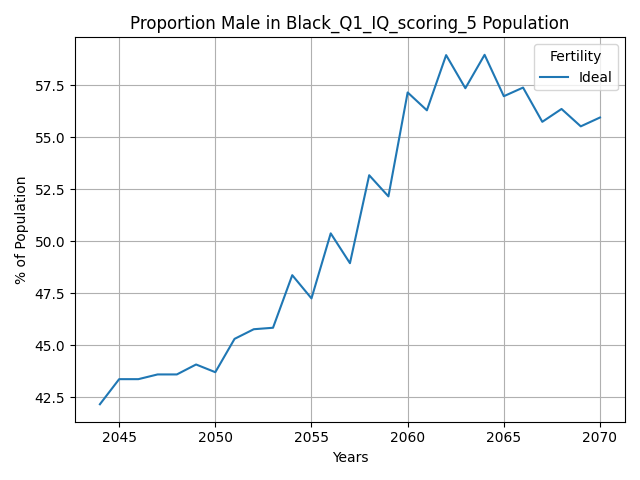 Proportion Male in Black_Q1_IQ_scoring_5 Population
Fertility
Ideal
% of Population
57.5
55.0
52.5
50.0
47.5
45.0
42.5
2045 2050 2055 2060 2065 2070
Years